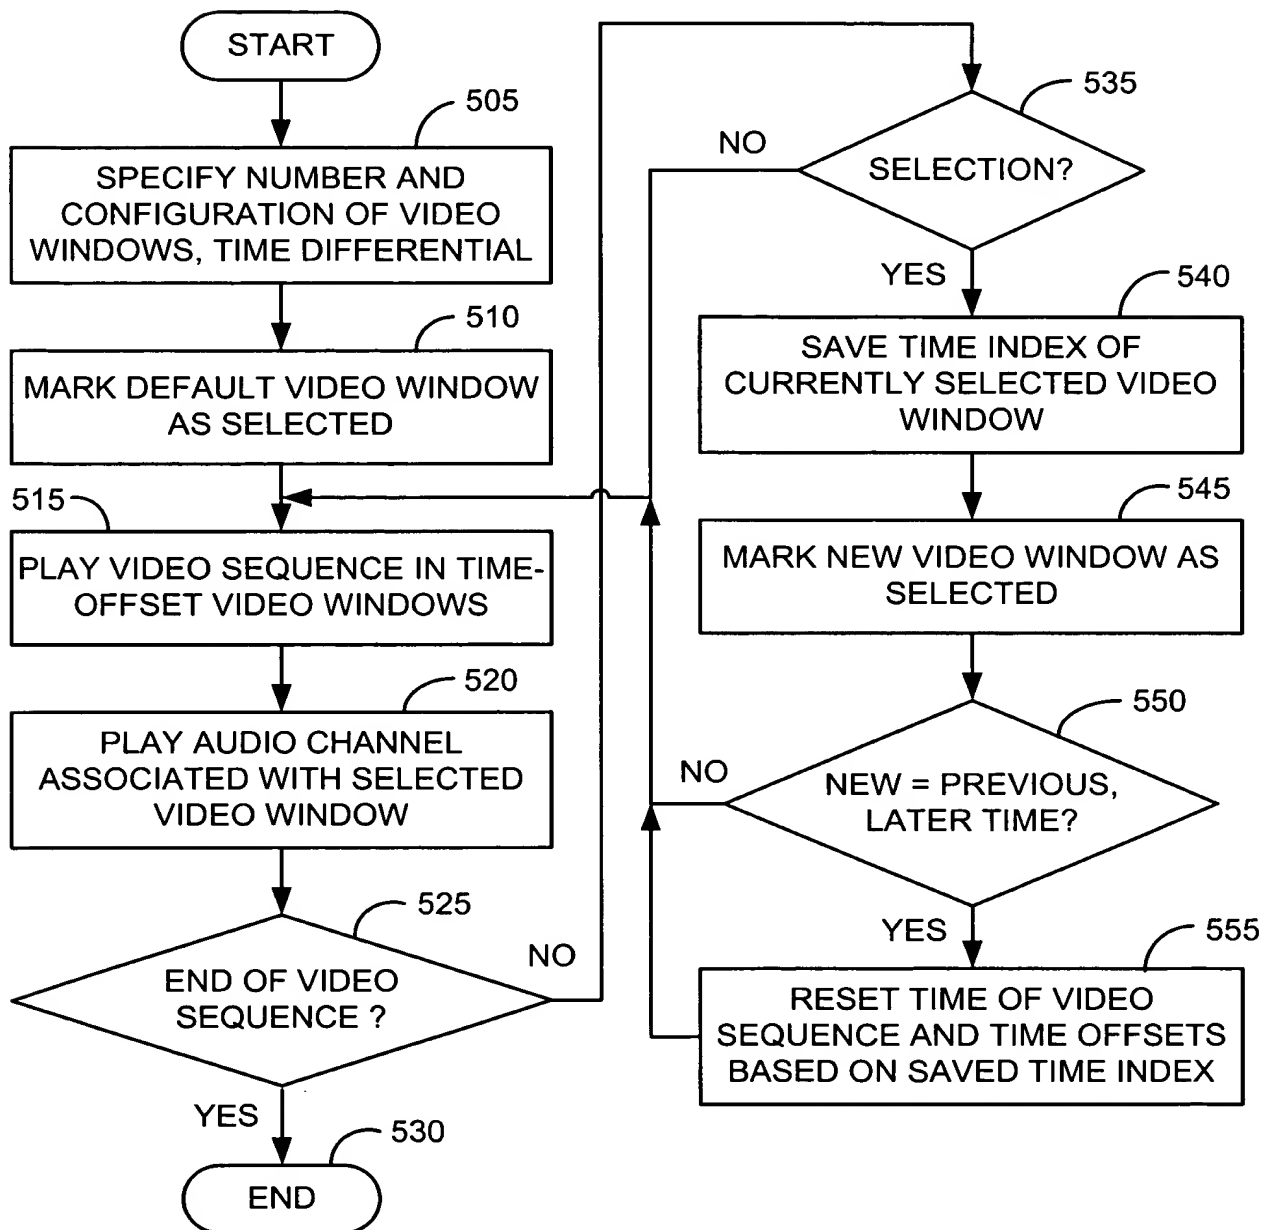 START
505
SPECIFY NUMBER AND
CONFIGURATION OF VIDEO
WINDOWS, TIME DIFFERENTIAL
510
MARK DEFAULT VIDEO WINDOW
AS SELECTED
515
PLAY VIDEO SEQUENCE IN TIME-
OFFSET VIDEO WINDOWS
520
PLAY AUDIO CHANNEL
ASSOCIATED WITH SELECTED
VIDEO WINDOW
525
END OF VIDEO
SEQUENCE ?
NO
YES
530
END
535
SELECTION?
NO
YES
540
SAVE TIME INDEX OF
CURRENTLY SELECTED VIDEO
WINDOW
545
MARK NEW VIDEO WINDOW AS
SELECTED
550
NEW = PREVIOUS,
LATER TIME?
NO
YES
555
RESET TIME OF VIDEO
SEQUENCE AND TIME OFFSETS
BASED ON SAVED TIME INDEX